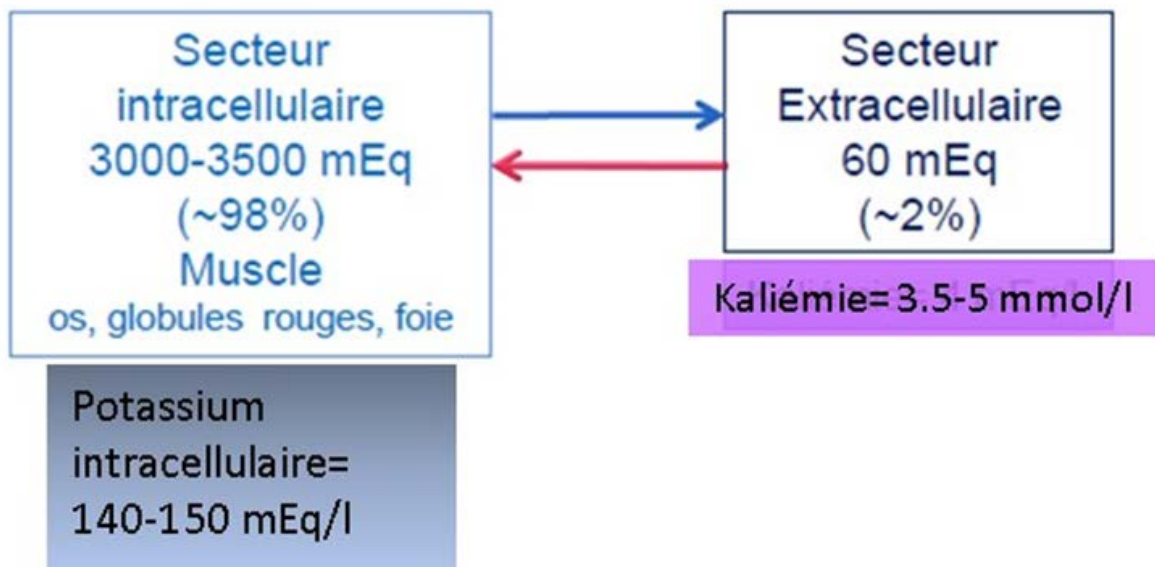 Secteur
intracellulaire
3000-3500 mEq
(~98%)
Muscle
os, globules rouges, foie
Potassium
intracellulaire=
140-150 mEq/l
Secteur
Extracellulaire
60 mEq
(~2%)
Kaliémie= 3.5-5 mmol/l